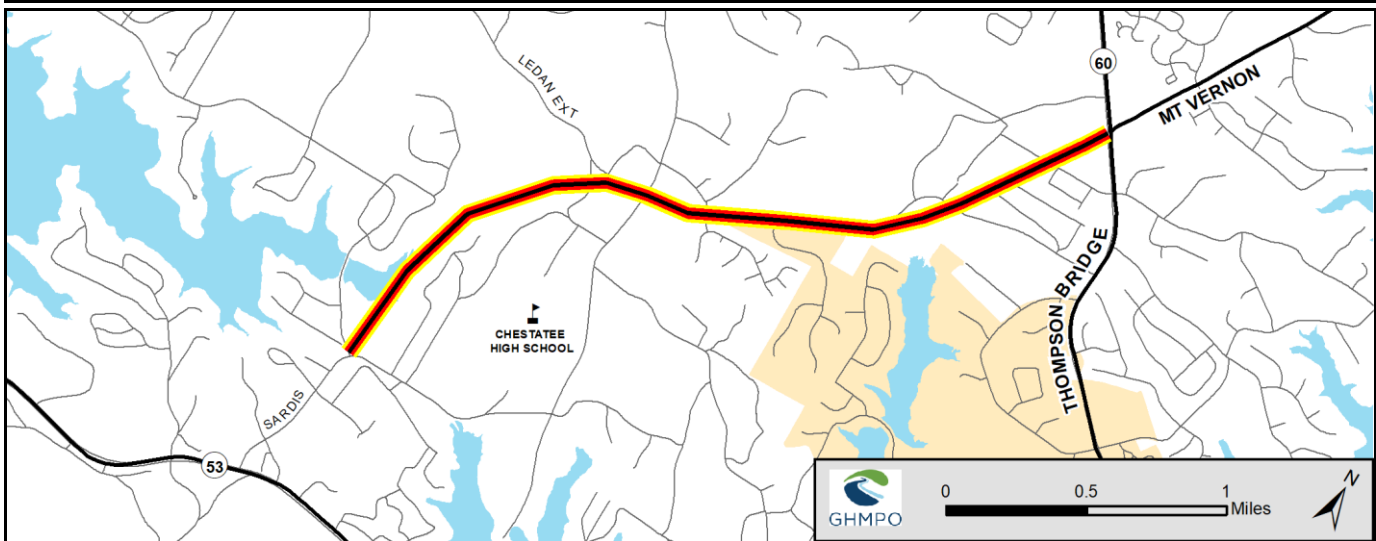 LEDAN EXT
60
MT VERNON
CHESTATEE
HIGH SCHOOL
THOMPSON BRIDGE
SARDIS
53
GHMPO
0 0.5 1
Miles
N